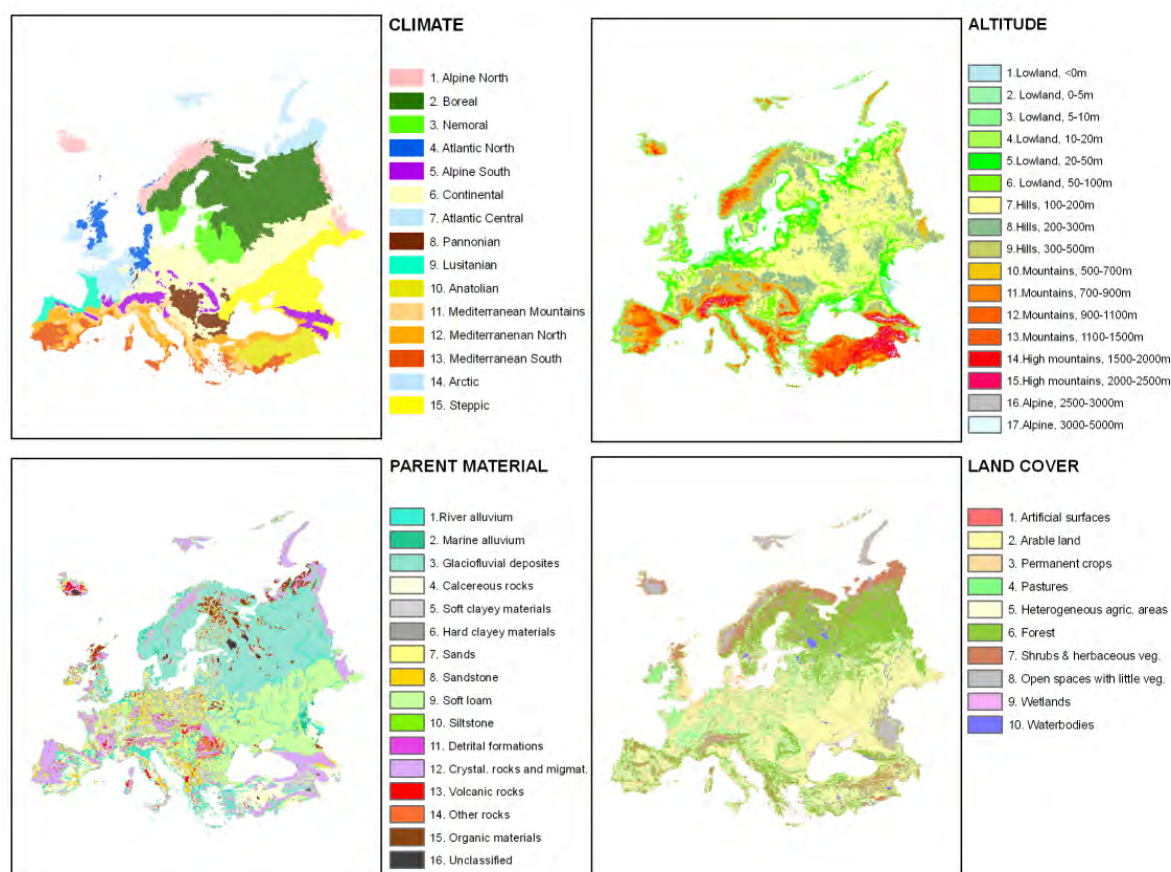 CLIMATE
1. Alpine North
2. Boreal
3. Nemoral
4. Atlantic North
5. Alpine South
6. Continental
7. Atlantic Central
8. Pannonian
9. Lusitanian
10. Anatolian
11. Mediterranean Mountains
12. Mediterrenanean North
13. Mediterranean South
14. Arctic
15. Steppic
ALTITUDE
1.Lowland, <0m
2. Lowland, 0-5m
3. Lowland, 5-10m
4. Lowland, 10-20m
5. Lowland, 20-50m
6. Lowland, 50-100m
7.Hills, 100-200m
8.Hills, 200-300m
9.Hills, 300-500m
10.Mountains, 500-700m
11.Mountains, 700-900m
12.Mountains, 900-1100m
13.Mountains, 1100-1500m
14.High mountains, 1500-2000m
15.High mountains, 2000-2500m
16.Alpine, 2500-3000m
17.Alpine, 3000-5000m
PARENT MATERIAL
1.River alluvium
2. Marine alluvium
3. Glaciofluvial deposites
4. Calcereous rocks
5. Soft clayey materials
6. Hard clayey materials
7. Sands
8. Sandstone
9. Soft loam
10. Siltstone
11. Detrital formations
12. Crystal. rocks and migmat.
13. Volcanic rocks
14. Other rocks
15. Organic materials
16. Unclassified
LAND COVER
1. Artificial surfaces
2. Arable land
3. Permanent crops
4. Pastures
5. Heterogeneous agric. areas
6. Forest
7. Shrubs & herbaceous veg.
8. Open spaces with little veg.
9. Wetlands
10. Waterbodies